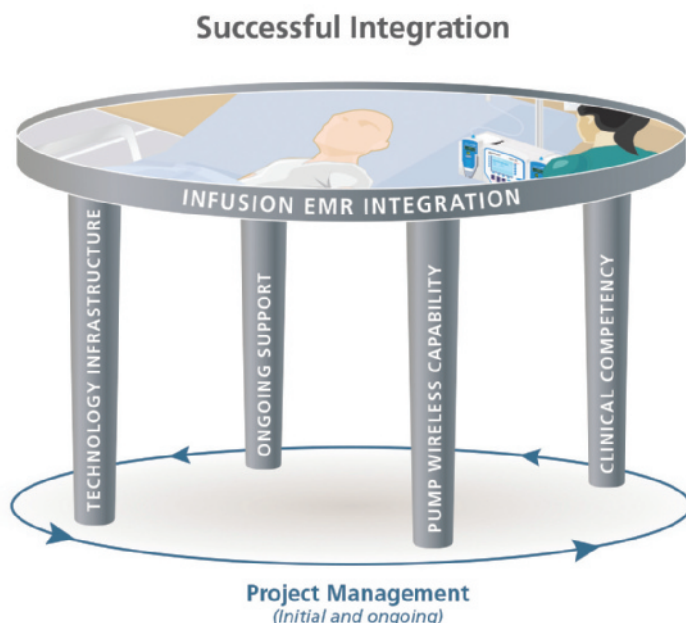 Successful Integration
INFUSION EMR INTEGRATION
TECHNOLOGY INFRASTRUCTURE
ONGOING SUPPORT
PUMP WIRELESS CAPABILITY
CLINICAL COMPETENCY
Project Management
(Initial and ongoing)